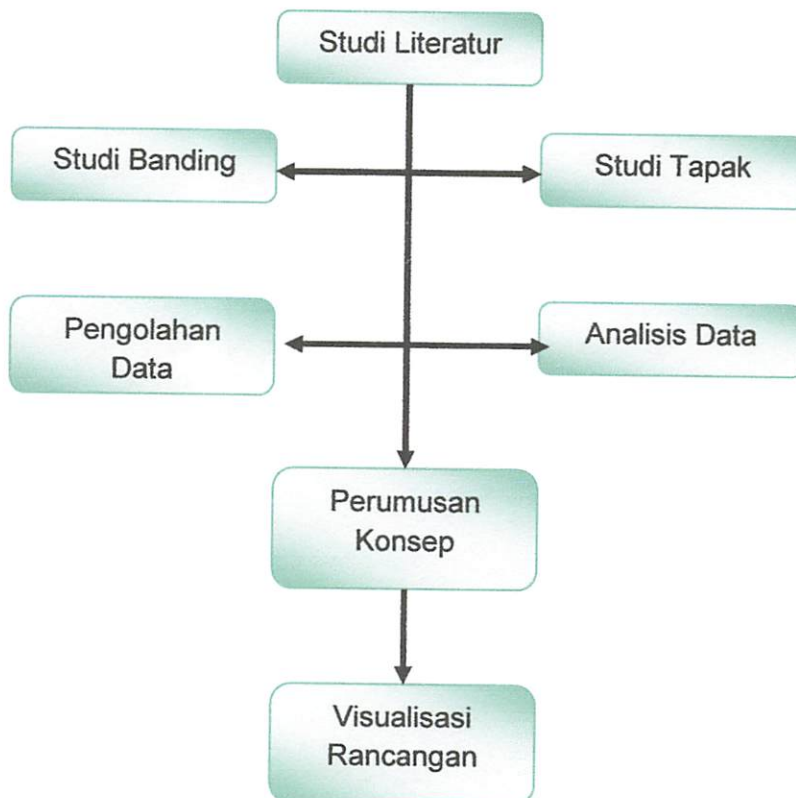 Studi Literatur
Studi Banding
Studi Tapak
Pengolahan
Data
Analisis Data
Perumusan
Konsep
Visualisasi
Rancangan